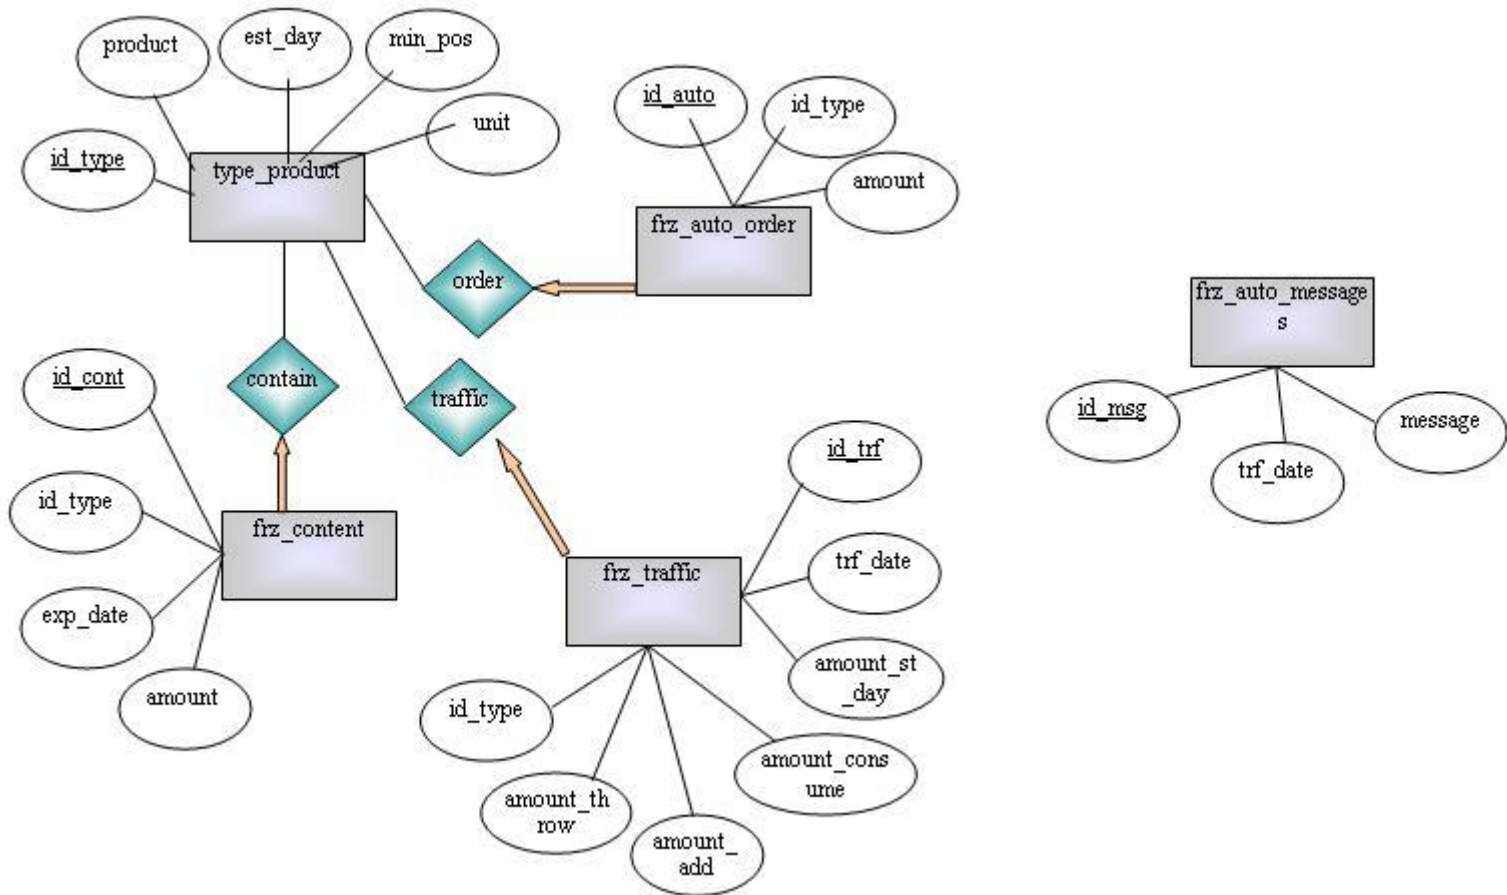 product
est_day
min_pos
unit
id_type
type_product
id_auto
id_type
amount
frz_auto_order
order
contain
traffic
id_cont
id_type
exp_date
amount
frz_content
frz_traffic
id_trf
trf_date
amount_st
_day
amount_cons
ume
amount_
add
amount_th
row
id_type
frz_auto_message
s
id_msg
trf_date
message